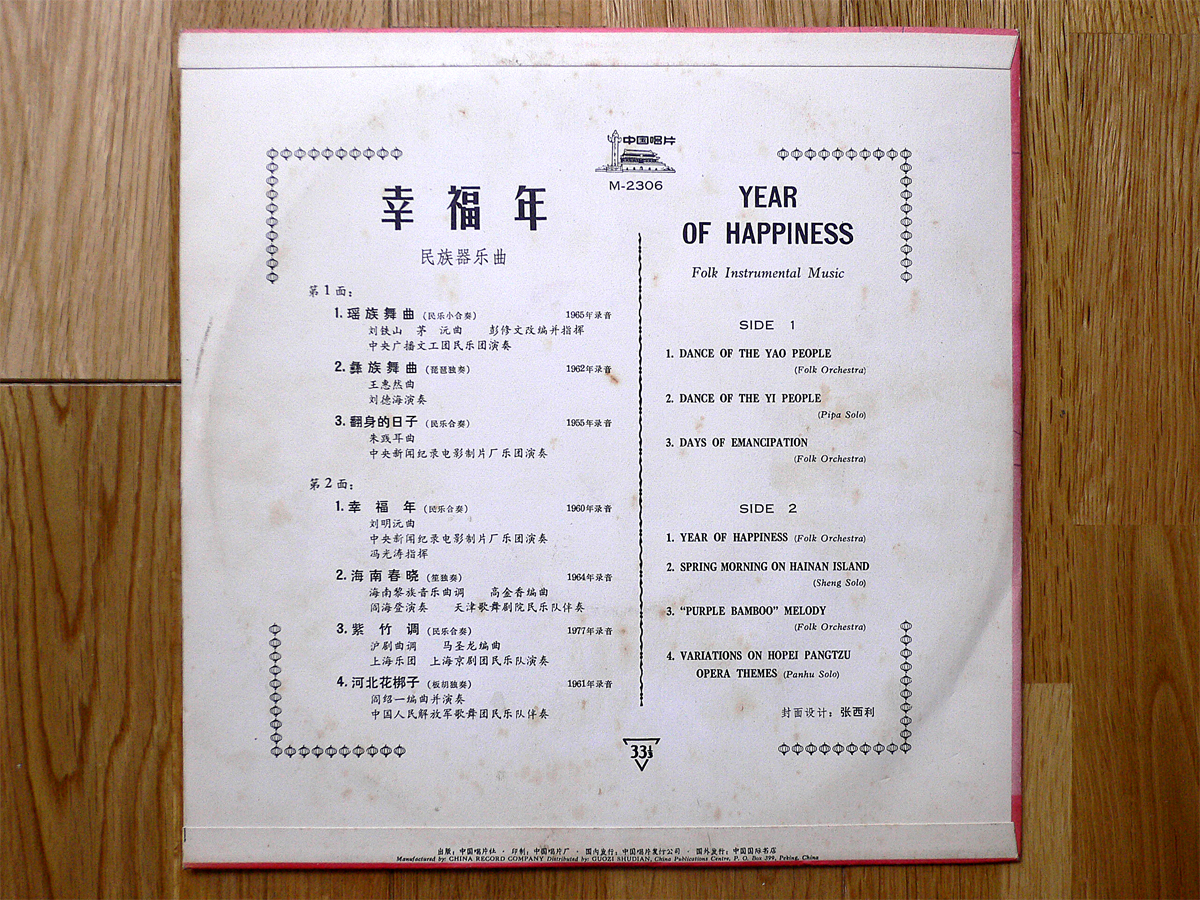 中国唱片
M-2306
幸福年
民族器乐曲
第1面：
1. 瑶族舞曲（民乐小合奏） 1965年录音
刘铁山 茅 沅曲 彭修文改编并指挥
中央广播文工团民乐团演奏
2. 彝族舞曲（琵琶独奏） 1962年录音
王惠然曲
刘德海演奏
3. 翻身的日子（民乐合奏） 1955年录音
朱践耳曲
中央新闻纪录电影制片厂乐团演奏
第2面：
1. 幸福年（民乐合奏） 1960年录音
刘明沅曲
中央新闻纪录电影制片厂乐团演奏
冯光涛指挥
2. 海南春晓（笙独奏） 1964年录音
海南黎族音乐曲调 高金香编曲
阎海登演奏 天津歌舞剧院民乐队伴奏
3. 紫竹调（民乐合奏） 1977年录音
沪剧曲调 马圣龙编曲
上海乐团 上海京剧团民乐队演奏
4. 河北花梆子（板胡独奏） 1961年录音
阎绍一编曲并演奏
中国人民解放军歌舞团民乐队伴奏
YEAR
OF HAPPINESS
Folk Instrumental Music
SIDE 1
1. DANCE OF THE YAO PEOPLE
(Folk Orchestra)
2. DANCE OF THE YI PEOPLE
(Pipa Solo)
3. DAYS OF EMANCIPATION
(Folk Orchestra)
SIDE 2
1. YEAR OF HAPPINESS (Folk Orchestra)
2. SPRING MORNING ON HAINAN ISLAND
(Sheng Solo)
3. “PURPLE BAMBOO” MELODY
(Folk Orchestra)
4. VARIATIONS ON HOPEI PANGTZU
OPERA THEMES (Panhu Solo)
封面设计：张西利
33⅓
出版：中国唱片社 · 印制：中国唱片厂 · 国内发行：中国唱片发行公司 · 国外发行：中国国际书店
Manufactured by: CHINA RECORD COMPANY Distributed by: GUOZI SHUDIAN, China Publications Centre, P. O. Box 399, Peking, China